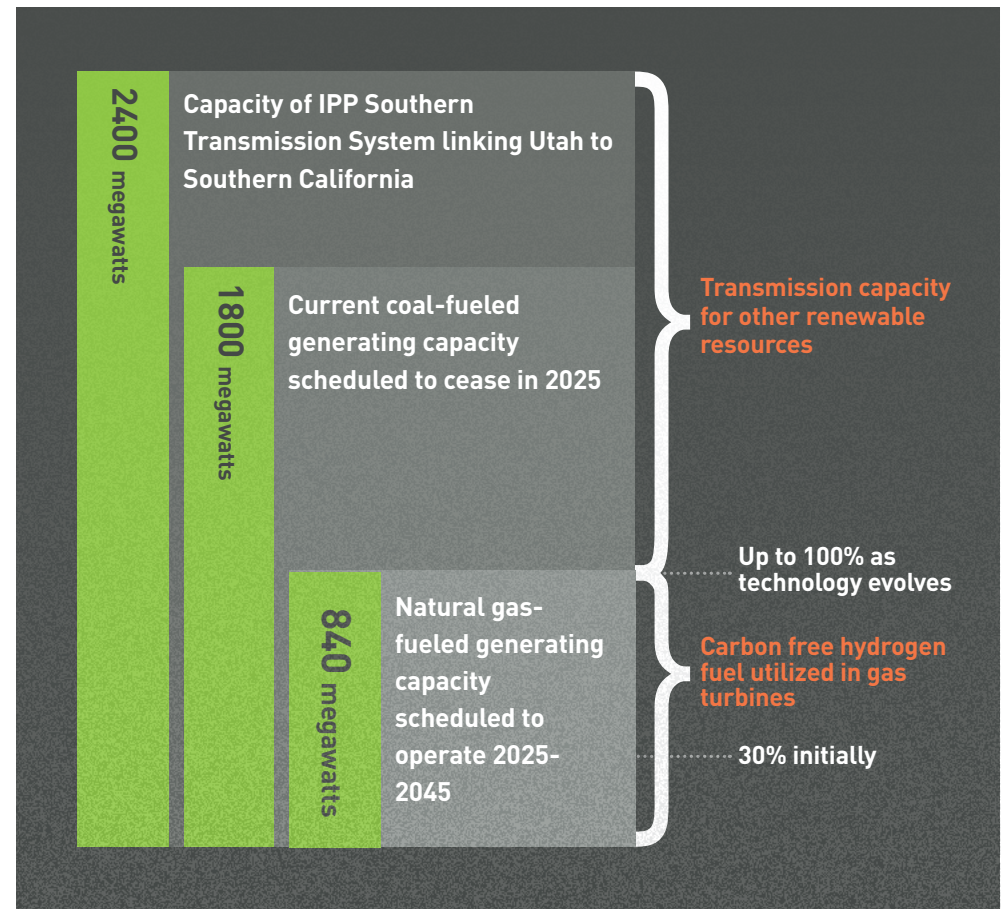 2400 megawatts
Capacity of IPP Southern
Transmission System linking Utah to
Southern California
1800 megawatts
Current coal-fueled
generating capacity
scheduled to cease in 2025
840 megawatts
Natural gas-
fueled generating
capacity
scheduled to
operate 2025-
2045
Transmission capacity
for other renewable
resources
Up to 100% as
technology evolves
Carbon free hydrogen
fuel utilized in gas
turbines
30% initially